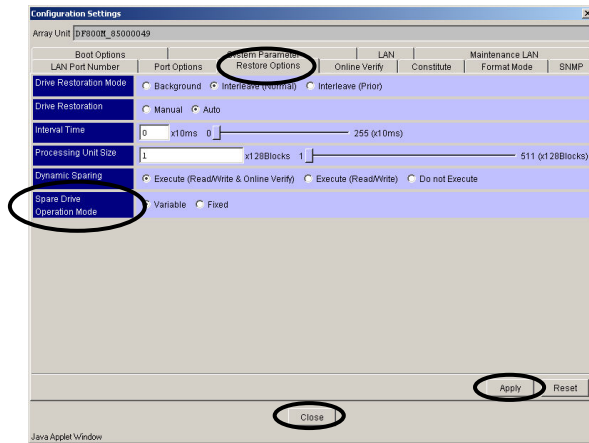 Configuration Settings
Array Unit DF800M_85000049
Boot Options System Parameter LAN Maintenance LAN
LAN Port Number Port Options Restore Options Online Verify Constitute Format Mode SNMP
Drive Restoration Mode Background Interleave (Normal) Interleave (Prior)
Drive Restoration Manual Auto
Interval Time 0 x10ms 0 255 (x10ms)
Processing Unit Size 1 x128Blocks 1 511 (x128Blocks)
Dynamic Sparing Execute (Read/Write & Online Verify) Execute (Read/Write) Do not Execute
Spare Drive
Operation Mode Variable Fixed
Apply Reset
Close
Java Applet Window